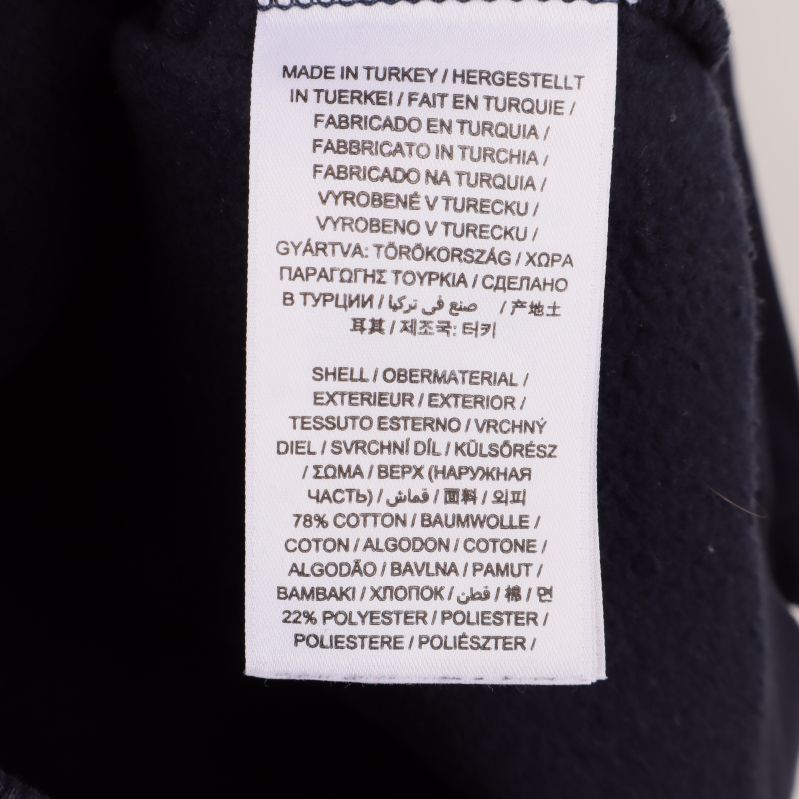 MADE IN TURKEY / HERGESTELLT
IN TUERKEI / FAIT EN TURQUIE /
FABRICADO EN TURQUIA /
FABBRICATO IN TURCHIA /
FABRICADO NA TURQUIA /
VYROBENÉ V TURECKU /
VYROBENO V TURECKU /
GYÁRTVA: TÖRÖKORSZÁG / ΧΩΡΑ
ΠΑΡΑΓΩΓΗΣ ΤΟΥΡΚΙΑ / СДЕЛАНО
В ТУРЦИИ / صنع في تركيا / 产地土
耳其 / 제조국: 터키
SHELL / OBERMATERIAL /
EXTERIEUR / EXTERIOR /
TESSUTO ESTERNO / VRCHNÝ
DIEL / SVRCHNÍ DÍL / KÜLSŐRÉSZ
/ ΣΩΜΑ / ВЕРХ (НАРУЖНАЯ
ЧАСТЬ) / قماش / 面料 / 외피
78% COTTON / BAUMWOLLE /
COTON / ALGODON / COTONE /
ALGODÃO / BAVLNA / PAMUT /
ΒΑΜΒΑΚΙ / ХЛОПОК / قطن / 棉 / 면
22% POLYESTER / POLIESTER /
POLIESTERE / POLIÉSZTER /